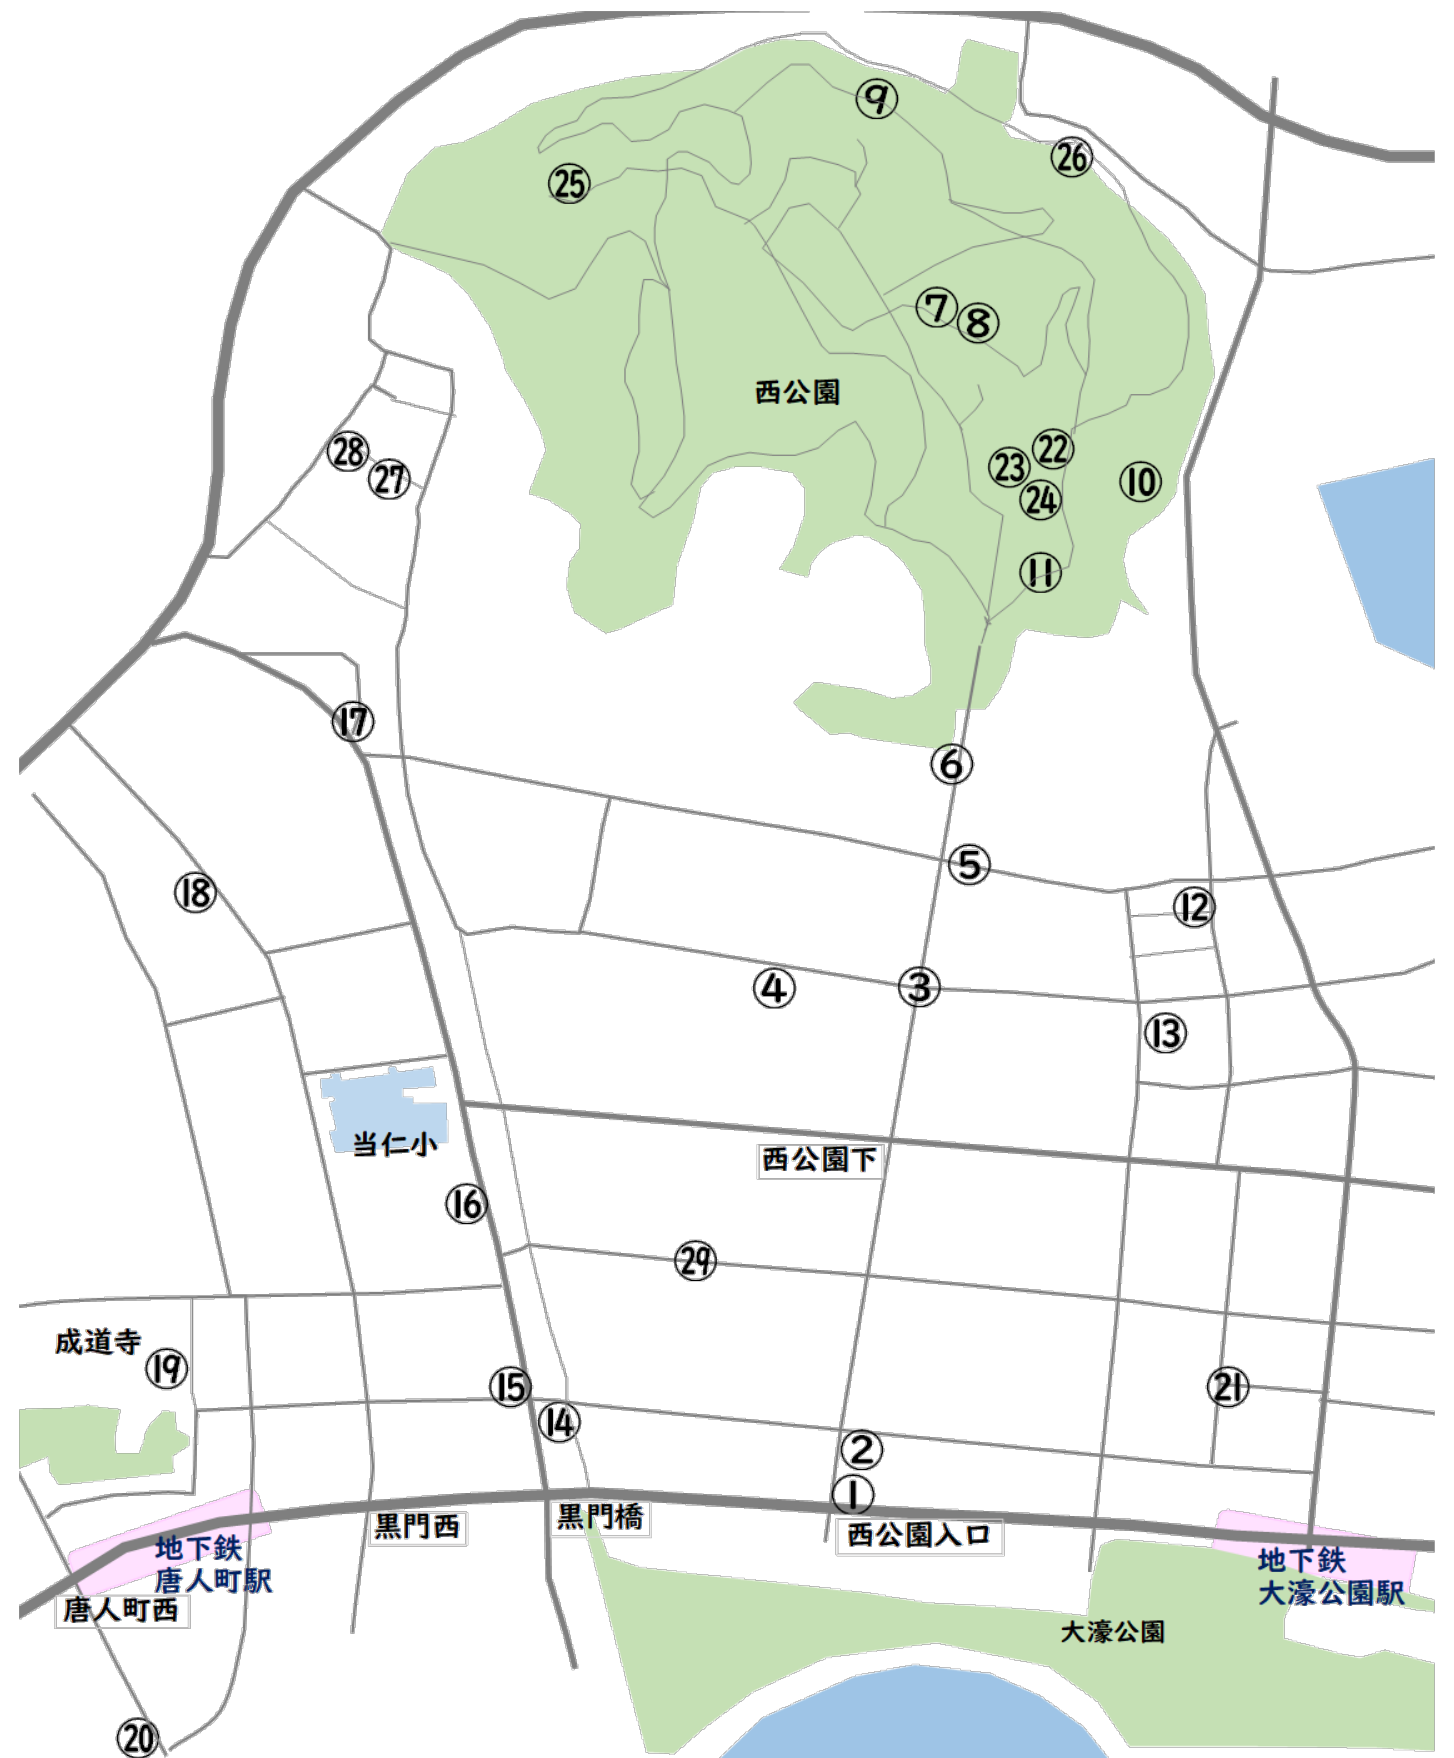 ⑨
㉖
㉕
⑦
⑧
西公園
㉘
㉗
㉒
㉓
㉔
⑩
⑪
⑰
⑥
⑤
⑱
⑫
④
③
⑬
当仁小
西公園下
⑯
㉙
成道寺
⑲
⑮
⑭
㉑
②
①
黒門西
黒門橋
西公園入口
地下鉄
唐人町駅
地下鉄
大濠公園駅
唐人町西
大濠公園
⑳